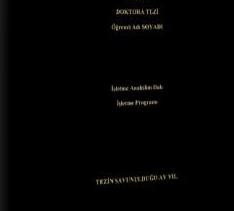 DOKTORA TEZİ
Öğrenci Adı SOYADI
İşletme Anabilim Dalı
İşletme Programı
TEZİN SAVUNULDUĞU AY YIL